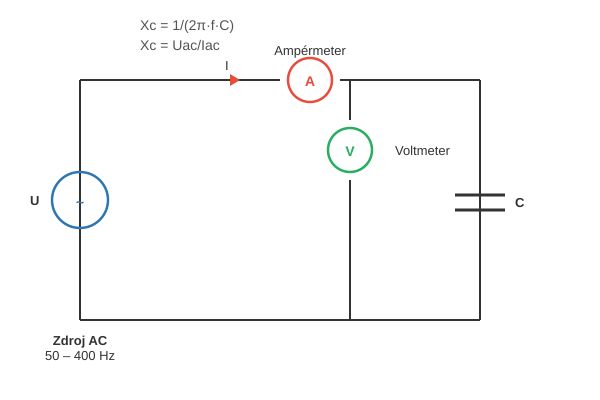 Xc = 1/(2π·f·C)
Xc = Uac/Iac
Ampérmeter
I
A
V
Voltmeter
U
~
C
Zdroj AC
50 – 400 Hz